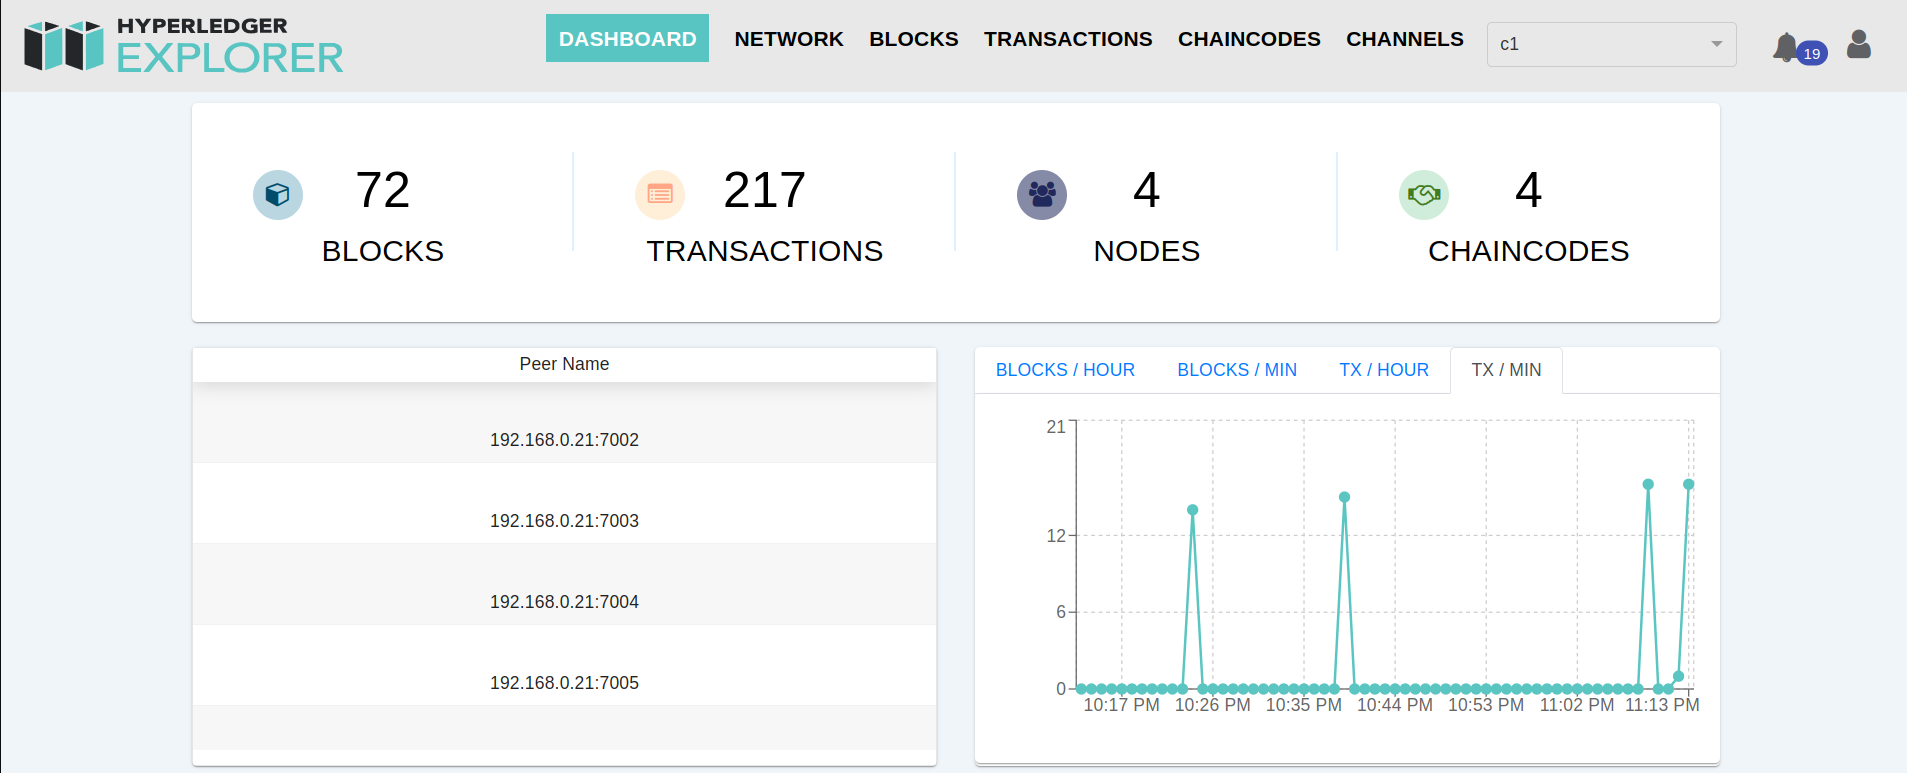 HYPERLEDGER
EXPLORER
DASHBOARD NETWORK BLOCKS TRANSACTIONS CHAINCODES CHANNELS c1 19
72 217 4 4
BLOCKS TRANSACTIONS NODES CHAINCODES
Peer Name
192.168.0.21:7002
192.168.0.21:7003
192.168.0.21:7004
192.168.0.21:7005
BLOCKS / HOUR BLOCKS / MIN TX / HOUR TX / MIN
21
12
6
0
10:17 PM 10:26 PM 10:35 PM 10:44 PM 10:53 PM 11:02 PM 11:13 PM